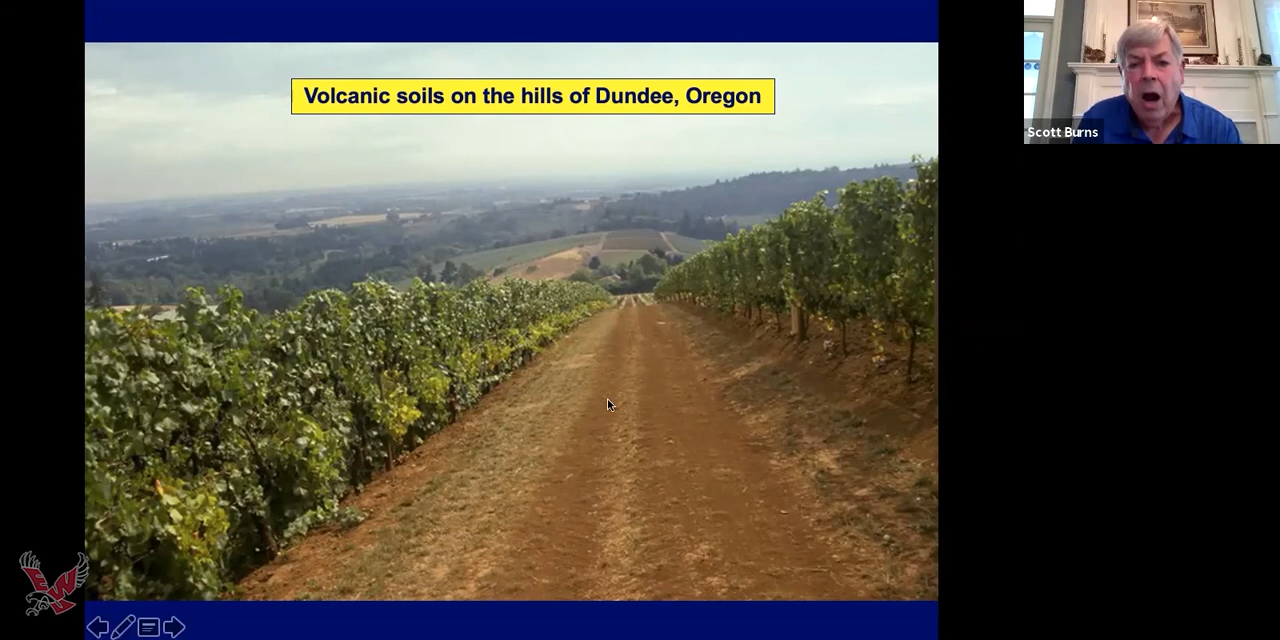 Volcanic soils on the hills of Dundee, Oregon
Scott Burns